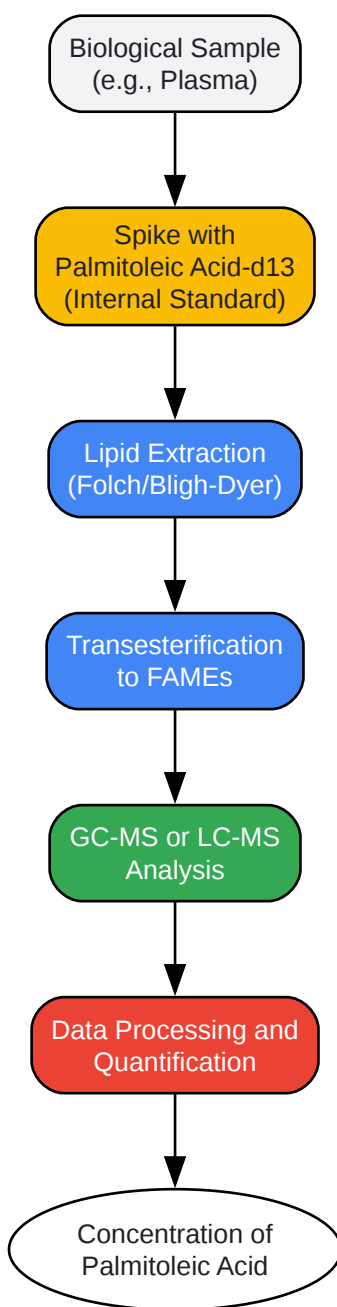 Biological Sample
(e.g., Plasma)
Spike with
Palmitoleic Acid-d13
(Internal Standard)
Lipid Extraction
(Folch/Bligh-Dyer)
Transesterification
to FAMEs
GC-MS or LC-MS
Analysis
Data Processing and
Quantification
Concentration of
Palmitoleic Acid